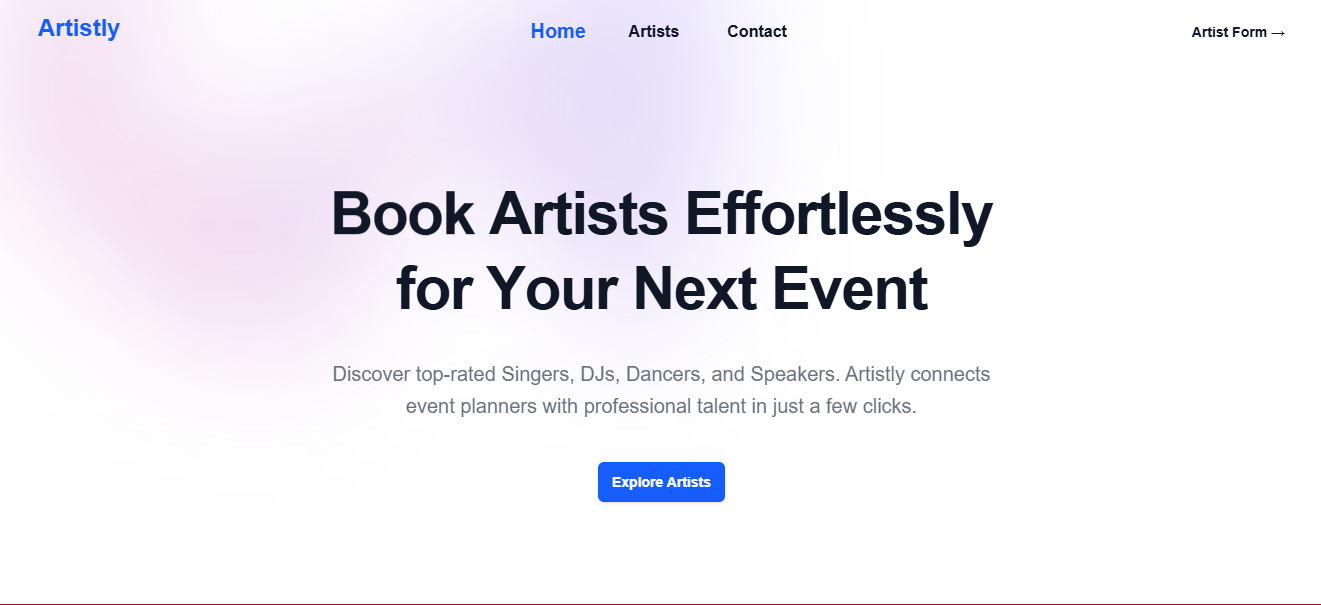 Artistly
Home
Artists
Contact
Artist Form →
Book Artists Effortlessly
for Your Next Event
Discover top-rated Singers, DJs, Dancers, and Speakers. Artistly connects
event planners with professional talent in just a few clicks.
Explore Artists